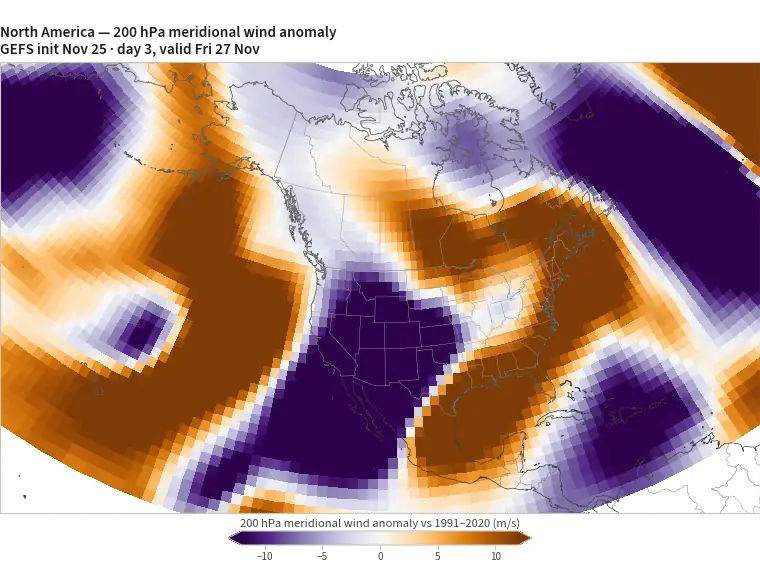 North America — 200 hPa meridional wind anomaly
GEFS init Nov 25 · day 3, valid Fri 27 Nov
200 hPa meridional wind anomaly vs 1991–2020 (m/s)
−10 −5 0 5 10